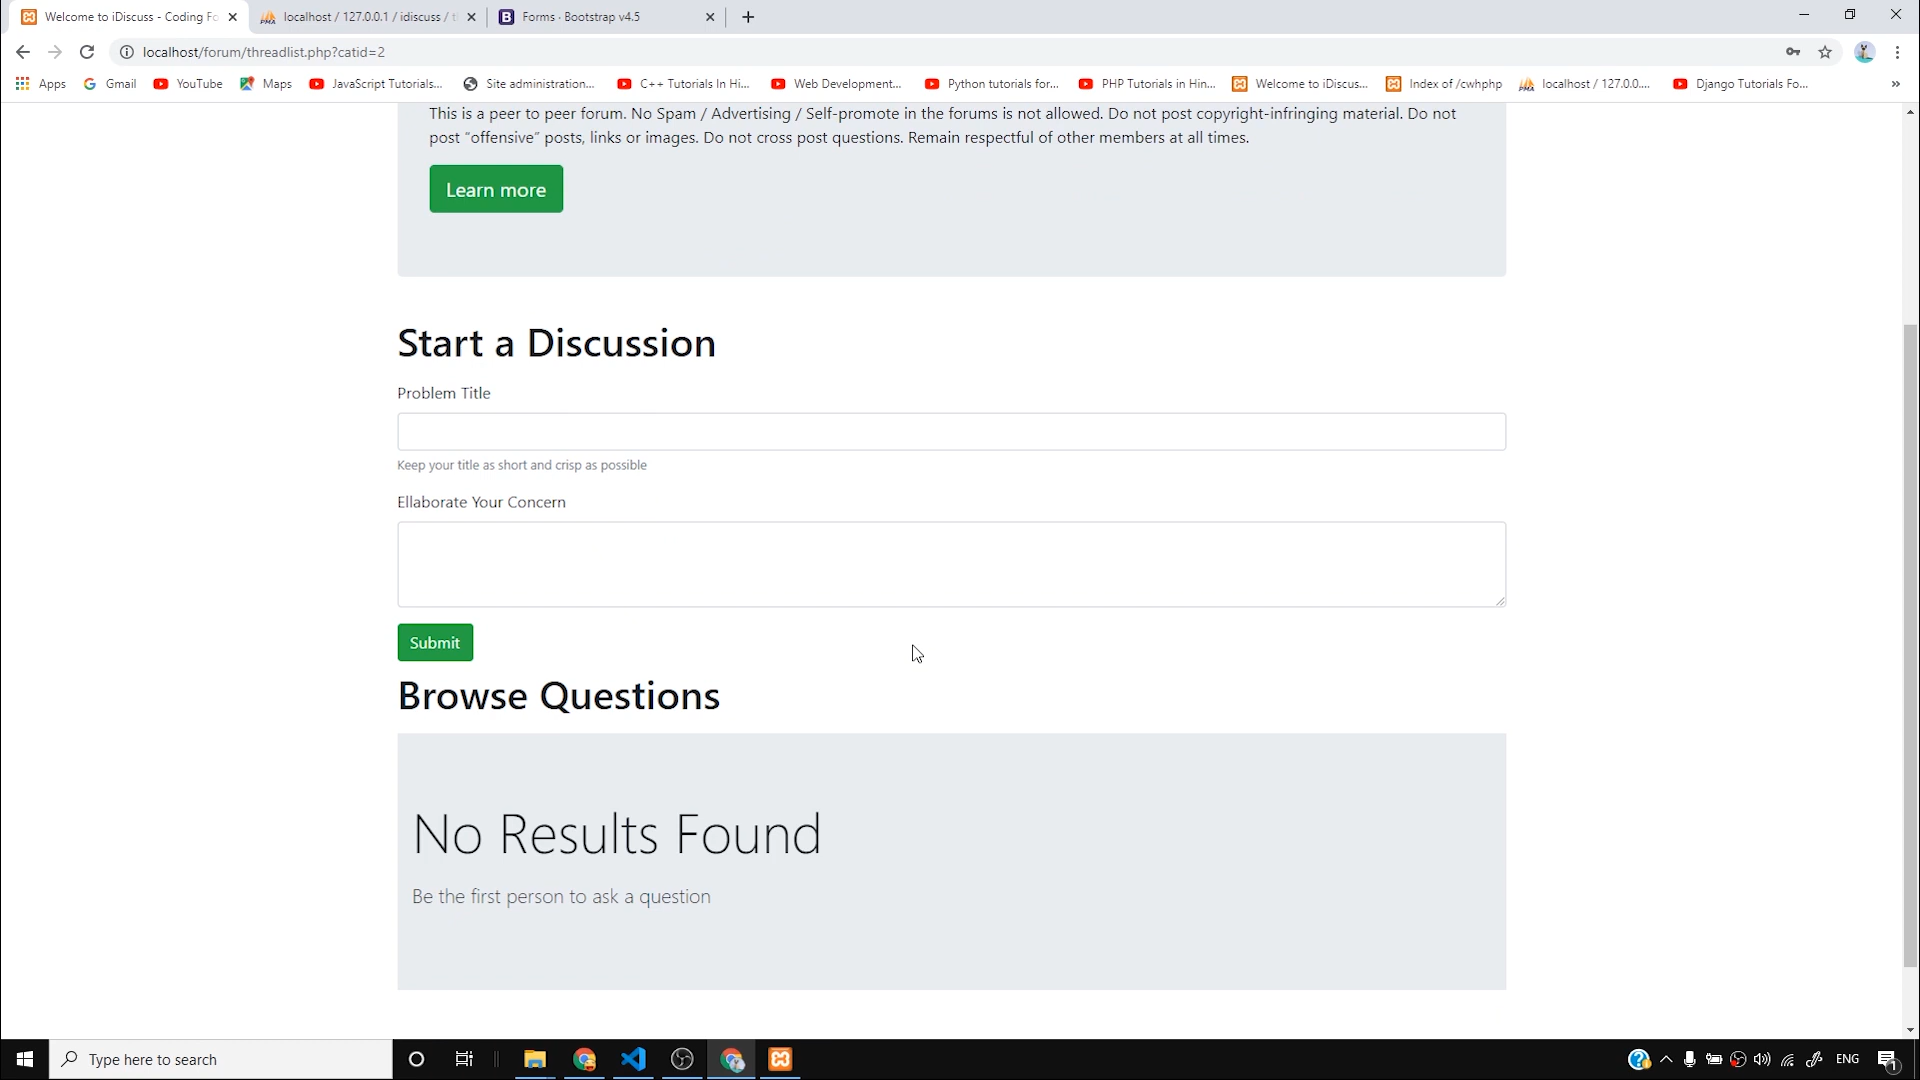 Welcome to iDiscuss - Coding Fo
localhost / 127.0.0.1 / idiscuss / t
Forms · Bootstrap v4.5
localhost/forum/threadlist.php?catid=2
Apps
Gmail
YouTube
Maps
JavaScript Tutorials...
Site administration...
C++ Tutorials In Hi...
Web Development...
Python tutorials for...
PHP Tutorials in Hin...
Welcome to iDiscus...
Index of /cwhphp
localhost / 127.0.0....
Django Tutorials Fo...
»
This is a peer to peer forum. No Spam / Advertising / Self-promote in the forums is not allowed. Do not post copyright-infringing material. Do not
post “offensive” posts, links or images. Do not cross post questions. Remain respectful of other members at all times.
Learn more
Start a Discussion
Problem Title
Keep your title as short and crisp as possible
Ellaborate Your Concern
Submit
Browse Questions
No Results Found
Be the first person to ask a question
Type here to search
ENG
1